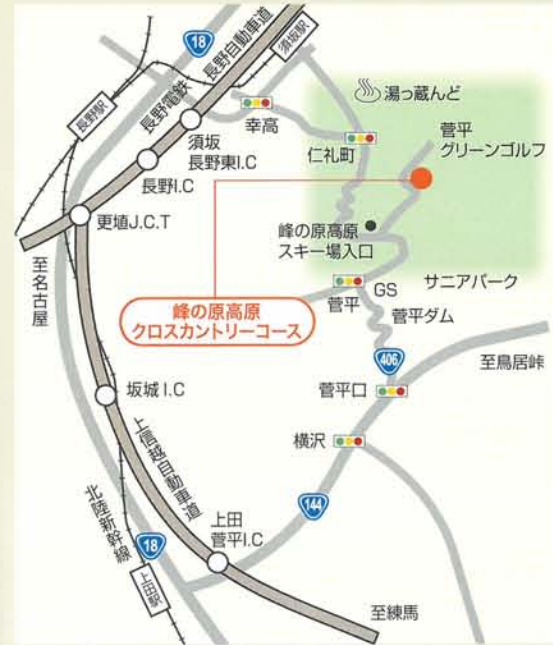 18
長野自動車道
須坂駅
長野電鉄
長野駅
湯っ蔵んど
幸高
菅平
グリーンゴルフ
須坂
長野東I.C
仁礼町
長野I.C
更埴J.C.T
峰の原高原
スキー場入口
至名古屋
サニアパーク
菅平
GS
菅平ダム
峰の原高原
クロスカントリーコース
406
至鳥居峠
坂城I.C
菅平口
上信越自動車道
横沢
144
北陸新幹線
18
上田
菅平I.C
上田駅
至練馬